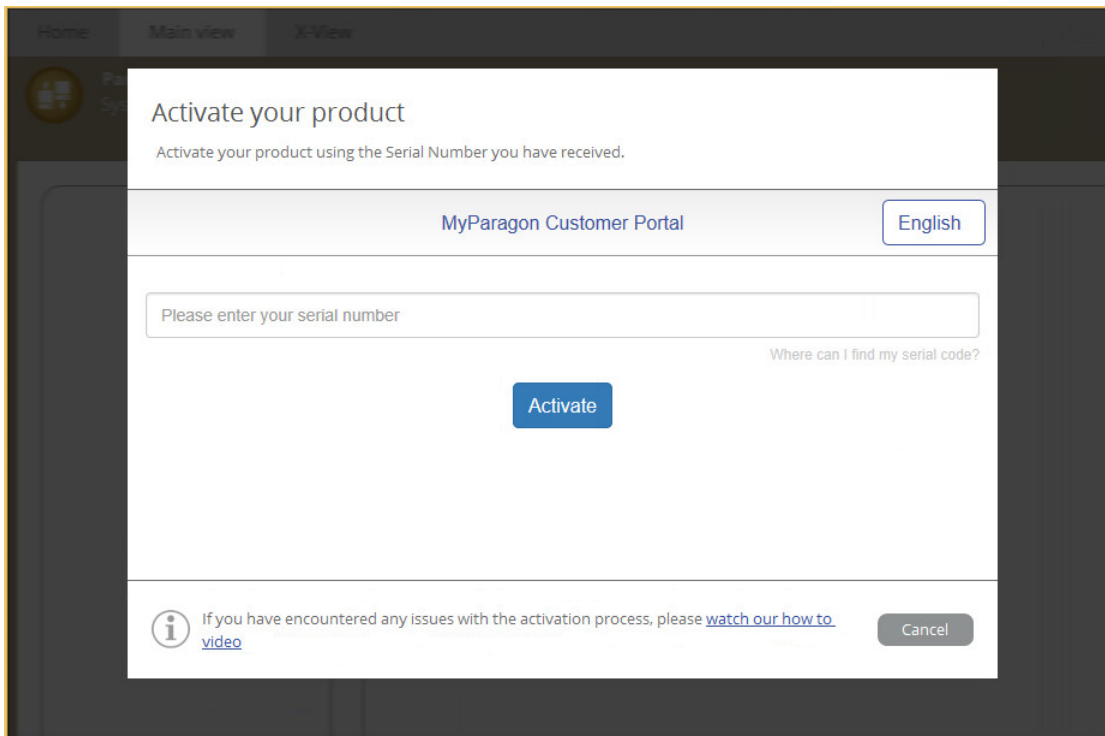 Home Main view X-View
Activate your product
Activate your product using the Serial Number you have received.
MyParagon Customer Portal English
Please enter your serial number
Where can I find my serial code?
Activate
If you have encountered any issues with the activation process, please watch our how to
video
Cancel